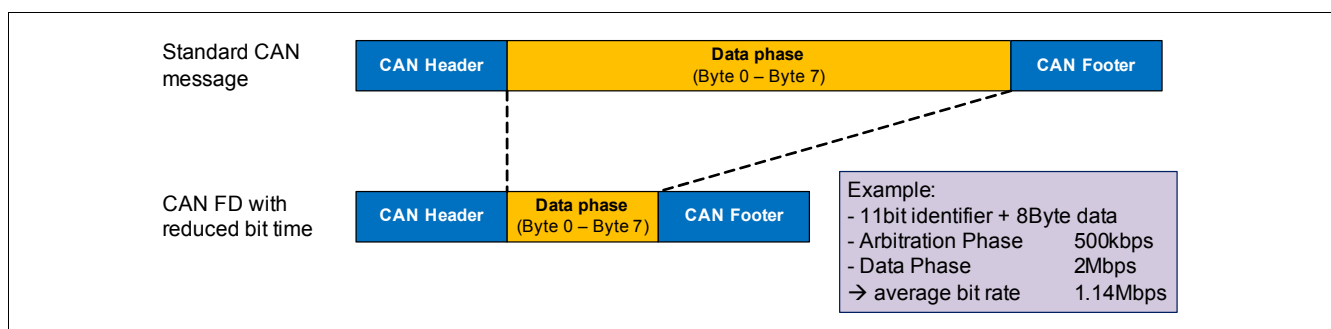 Standard CAN
message
CAN Header
Data phase
(Byte 0 – Byte 7)
CAN Footer
CAN FD with
reduced bit time
CAN Header
Data phase
(Byte 0 – Byte 7)
CAN Footer
Example:
- 11bit identifier + 8Byte data
- Arbitration Phase 500kbps
- Data Phase 2Mbps
→ average bit rate 1.14Mbps